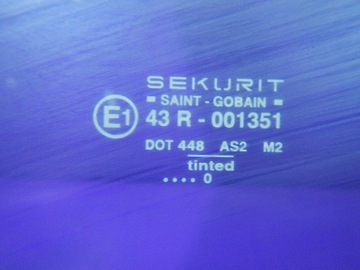 SEKURIT
SAINT - GOBAIN
E1 43 R - 001351
DOT 448 AS2 M2
tinted
.... 0